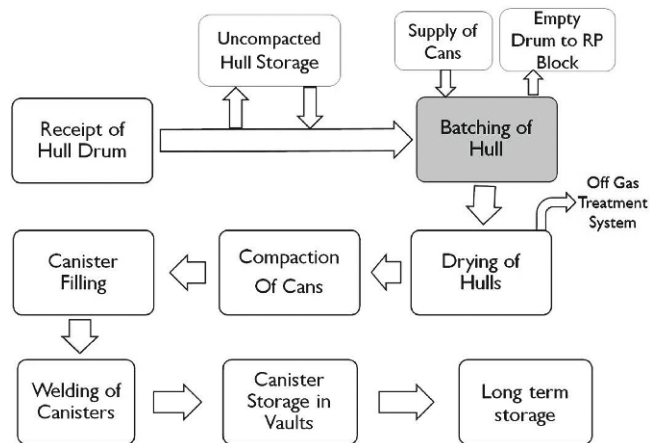 Uncompacted
Hull Storage
Supply of
Cans
Empty
Drum to RP
Block
Receipt of
Hull Drum
Batching of
Hull
Off Gas
Treatment
System
Canister
Filling
Compaction
Of Cans
Drying of
Hulls
Welding of
Canisters
Canister
Storage in
Vaults
Long term
storage